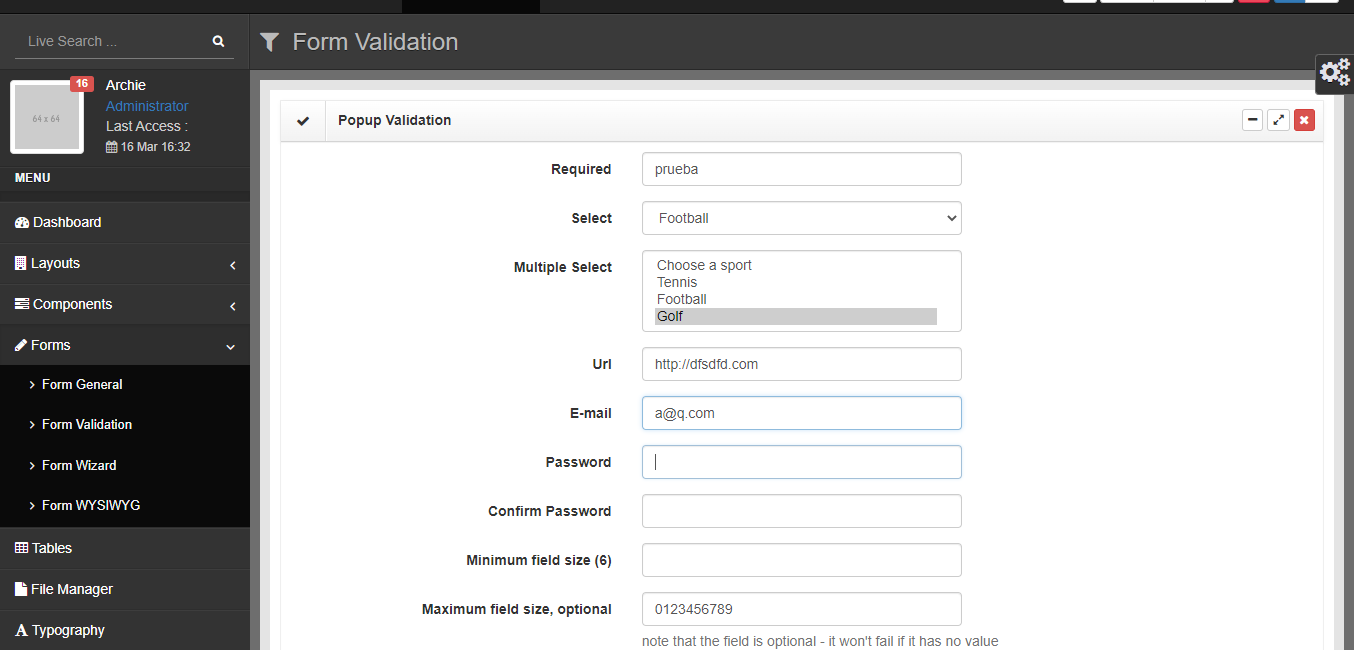 Live Search ...
Form Validation
16
64 x 64
Archie
Administrator
Last Access :
16 Mar 16:32
MENU
Dashboard
Layouts
Components
Forms
Form General
Form Validation
Form Wizard
Form WYSIWYG
Tables
File Manager
Typography
Popup Validation
Required
prueba
Select
Football
Multiple Select
Choose a sport
Tennis
Football
Golf
Url
http://dfsdfd.com
E-mail
a@q.com
Password
Confirm Password
Minimum field size (6)
Maximum field size, optional
0123456789
note that the field is optional - it won't fail if it has no value